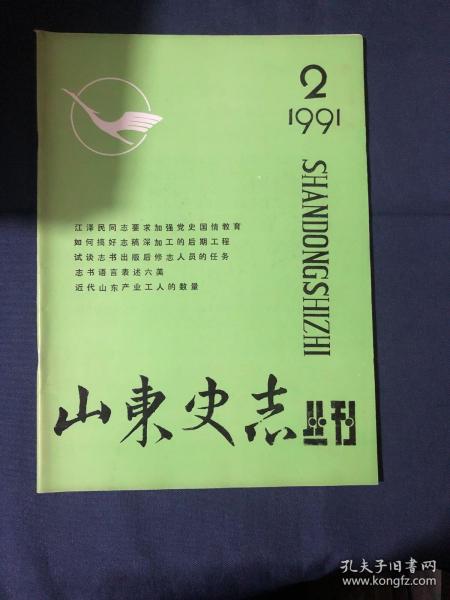 2
1991
SHANDONGSHIZHI
江泽民同志要求加强党史国情教育
如何搞好志稿深加工的后期工程
试谈志书出版后修志人员的任务
志书语言表述六美
近代山东产业工人的数量
山東史志丛刊
孔夫子旧书网
www.kongfz.com